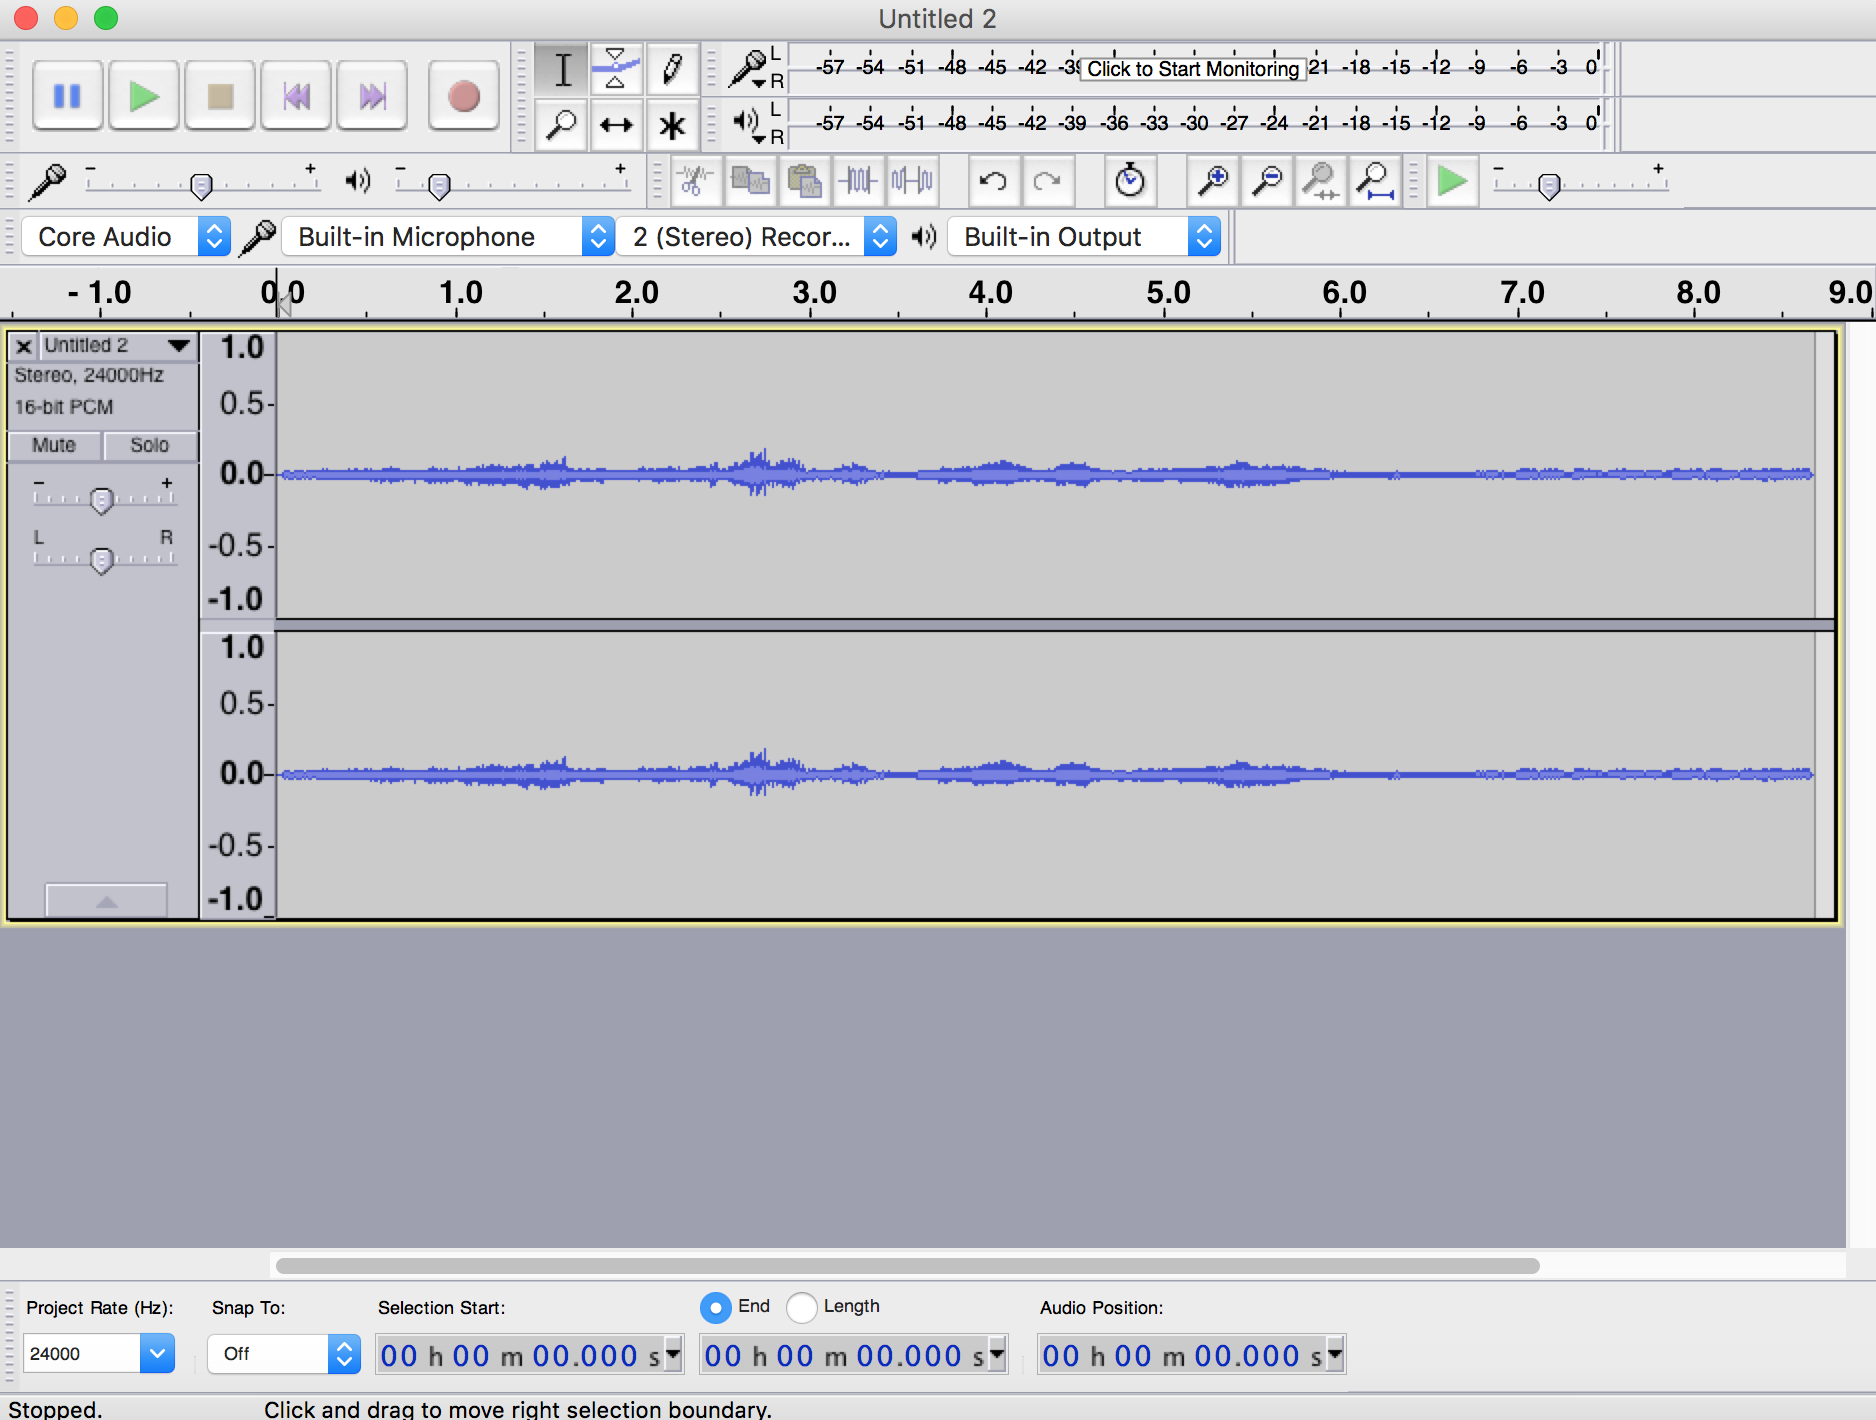 Untitled 2
L
R
-57 -54 -51 -48 -45 -42 -39 Click to Start Monitoring 21 -18 -15 -12 -9 -6 -3 0
L
R
-57 -54 -51 -48 -45 -42 -39 -36 -33 -30 -27 -24 -21 -18 -15 -12 -9 -6 -3 0
- + - + - +
Core Audio Built-in Microphone 2 (Stereo) Recor... Built-in Output
- 1.0 0.0 1.0 2.0 3.0 4.0 5.0 6.0 7.0 8.0 9.0
Untitled 2
Stereo, 24000Hz
16-bit PCM
Mute Solo
- +
L R
1.0
0.5-
0.0-
-0.5-
-1.0
1.0
0.5-
0.0-
-0.5-
-1.0
Project Rate (Hz): Snap To: Selection Start: End Length Audio Position:
24000 Off 00 h 00 m 00.000 s 00 h 00 m 00.000 s 00 h 00 m 00.000 s
Stopped. Click and drag to move right selection boundary.